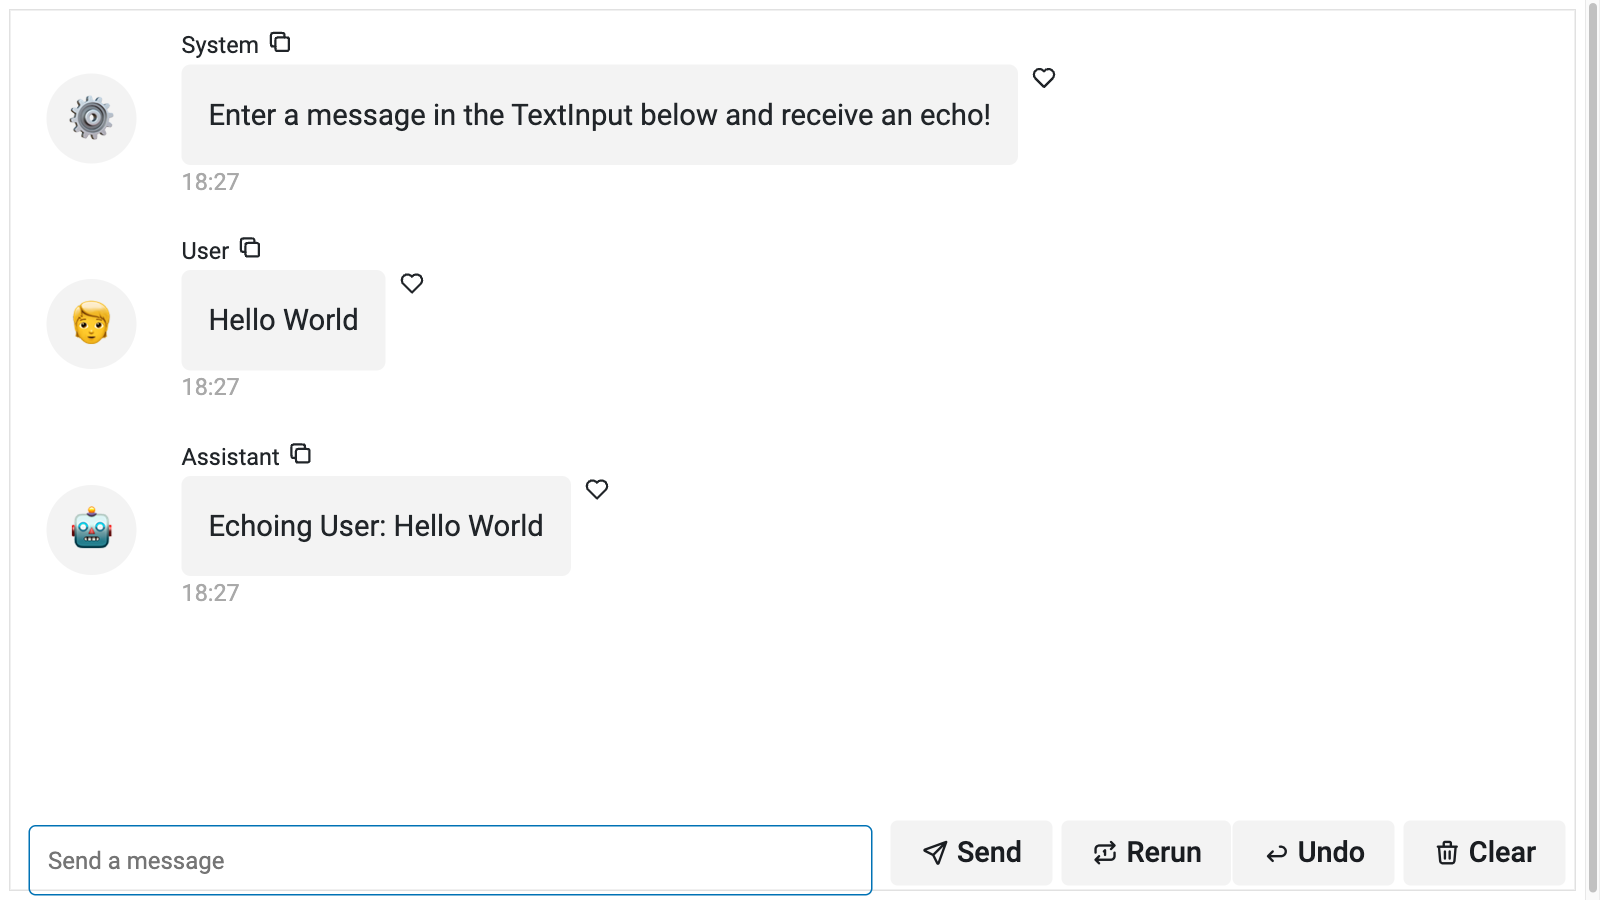 System
Enter a message in the TextInput below and receive an echo!
18:27
User
Hello World
18:27
Assistant
Echoing User: Hello World
18:27
Send a message
Send
Rerun
Undo
Clear